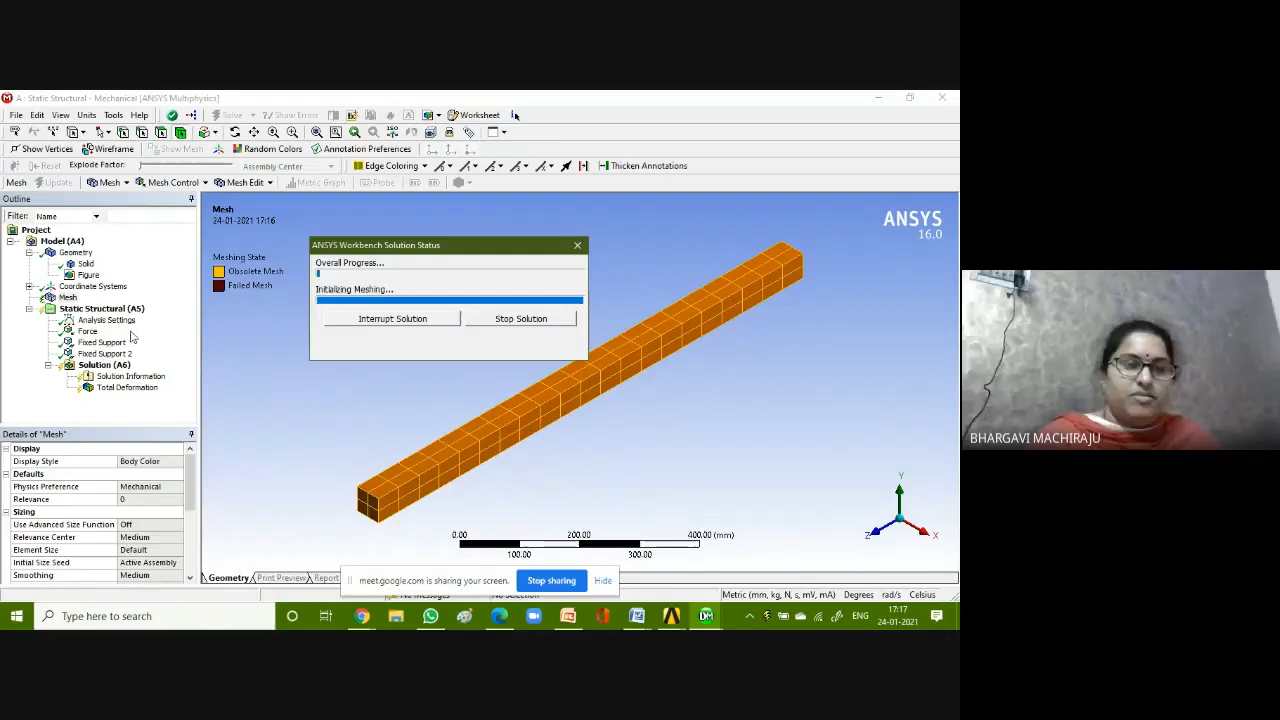 A : Static Structural - Mechanical [ANSYS Multiphysics]
File Edit View Units Tools Help Solve Show Errors Worksheet
Show Vertices Wireframe Show Mesh Random Colors Annotation Preferences
Reset Explode Factor: Assembly Center Edge Coloring Thicken Annotations
Mesh Update Mesh Mesh Control Mesh Edit Metric Graph Probe
Outline
Filter: Name
Project
Model (A4)
Geometry
Solid
Figure
Coordinate Systems
Mesh
Static Structural (A5)
Analysis Settings
Force
Fixed Support
Fixed Support 2
Solution (A6)
Solution Information
Total Deformation
Details of "Mesh"
Display
Display Style Body Color
Defaults
Physics Preference Mechanical
Relevance 0
Sizing
Use Advanced Size Function Off
Relevance Center Medium
Element Size Default
Initial Size Seed Active Assembly
Smoothing Medium
Mesh
24-01-2021 17:16
Meshing State
Obsolete Mesh
Failed Mesh
ANSYS Workbench Solution Status
Overall Progress...
Initializing Meshing...
Interrupt Solution Stop Solution
ANSYS
16.0
Y
Z
X
0.00 200.00 400.00 (mm)
100.00 300.00
Geometry Print Preview Report
meet.google.com is sharing your screen. Stop sharing Hide
Metric (mm, kg, N, s, mV, mA) Degrees rad/s Celsius
Type here to search
ENG
17:17
24-01-2021
BHARGAVI MACHIRAJU